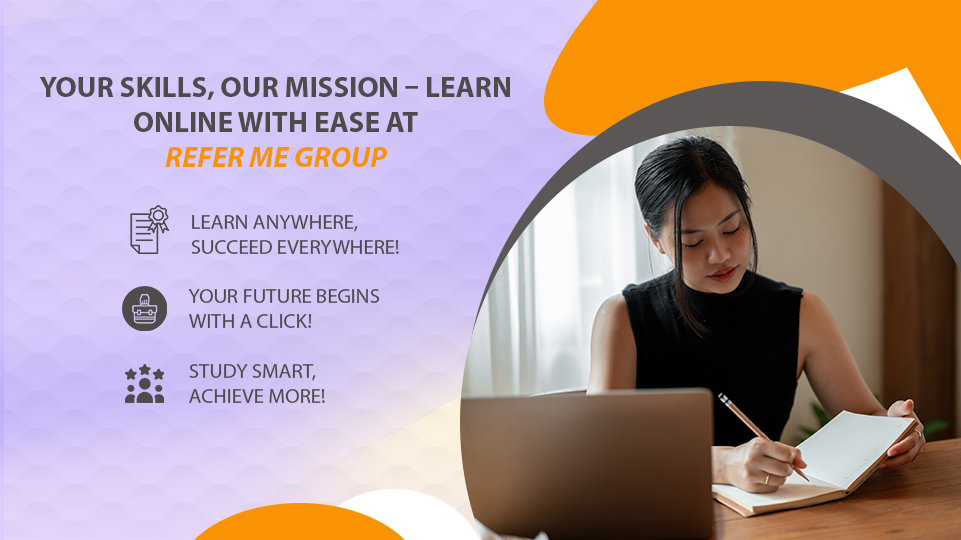 YOUR SKILLS, OUR MISSION – LEARN
ONLINE WITH EASE AT
REFER ME GROUP
LEARN ANYWHERE,
SUCCEED EVERYWHERE!
YOUR FUTURE BEGINS
WITH A CLICK!
STUDY SMART,
ACHIEVE MORE!